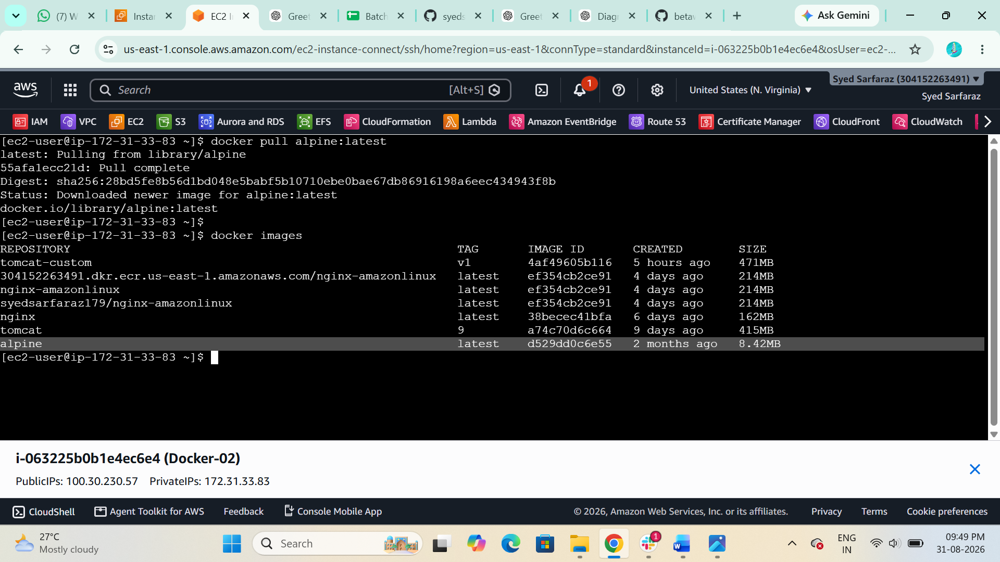 (7) W
Instar
EC2 I
Greet
Batch
syeds
Greet
Diagr
betaw
Ask Gemini
us-east-1.console.aws.amazon.com/ec2-instance-connect/ssh/home?region=us-east-1&connType=standard&instanceId=i-063225b0b1e4ec6e4&osUser=ec2-...
aws
Search
[Alt+S]
1
United States (N. Virginia)
Syed Sarfaraz (304152263491)
Syed Sarfaraz
IAM
VPC
EC2
S3
Aurora and RDS
EFS
CloudFormation
Lambda
Amazon EventBridge
Route 53
Certificate Manager
CloudFront
CloudWatch
[ec2-user@ip-172-31-33-83 ~]$ docker pull alpine:latest
latest: Pulling from library/alpine
55afa1ecc21d: Pull complete
Digest: sha256:28bd5fe8b56d1bd048e5babf5b10710ebe0bae67db86916198a6eec434943f8b
Status: Downloaded newer image for alpine:latest
docker.io/library/alpine:latest
[ec2-user@ip-172-31-33-83 ~]$
[ec2-user@ip-172-31-33-83 ~]$ docker images
REPOSITORY TAG IMAGE ID CREATED SIZE
tomcat-custom v1 4af49605b116 5 hours ago 471MB
304152263491.dkr.ecr.us-east-1.amazonaws.com/nginx-amazonlinux latest ef354cb2ce91 4 days ago 214MB
nginx-amazonlinux latest ef354cb2ce91 4 days ago 214MB
syedsarfaraz179/nginx-amazonlinux latest ef354cb2ce91 4 days ago 214MB
nginx latest 38becec41bfa 6 days ago 162MB
tomcat 9 a74c70d6c664 9 days ago 415MB
alpine latest d529dd0c6e55 2 months ago 8.42MB
[ec2-user@ip-172-31-33-83 ~]$
i-063225b0b1e4ec6e4 (Docker-02)
PublicIPs: 100.30.230.57 PrivateIPs: 172.31.33.83
CloudShell
Agent Toolkit for AWS
Feedback
Console Mobile App
© 2026, Amazon Web Services, Inc. or its affiliates.
Privacy
Terms
Cookie preferences
27°C
Mostly cloudy
Search
1
ENG
IN
09:49 PM
31-08-2026